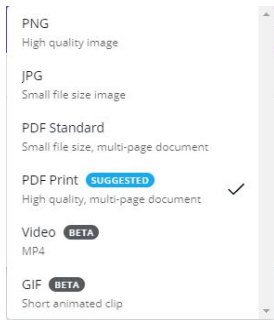 PNG
High quality image
JPG
Small file size image
PDF Standard
Small file size, multi-page document
PDF Print SUGGESTED
High quality, multi-page document
Video BETA
MP4
GIF BETA
Short animated clip